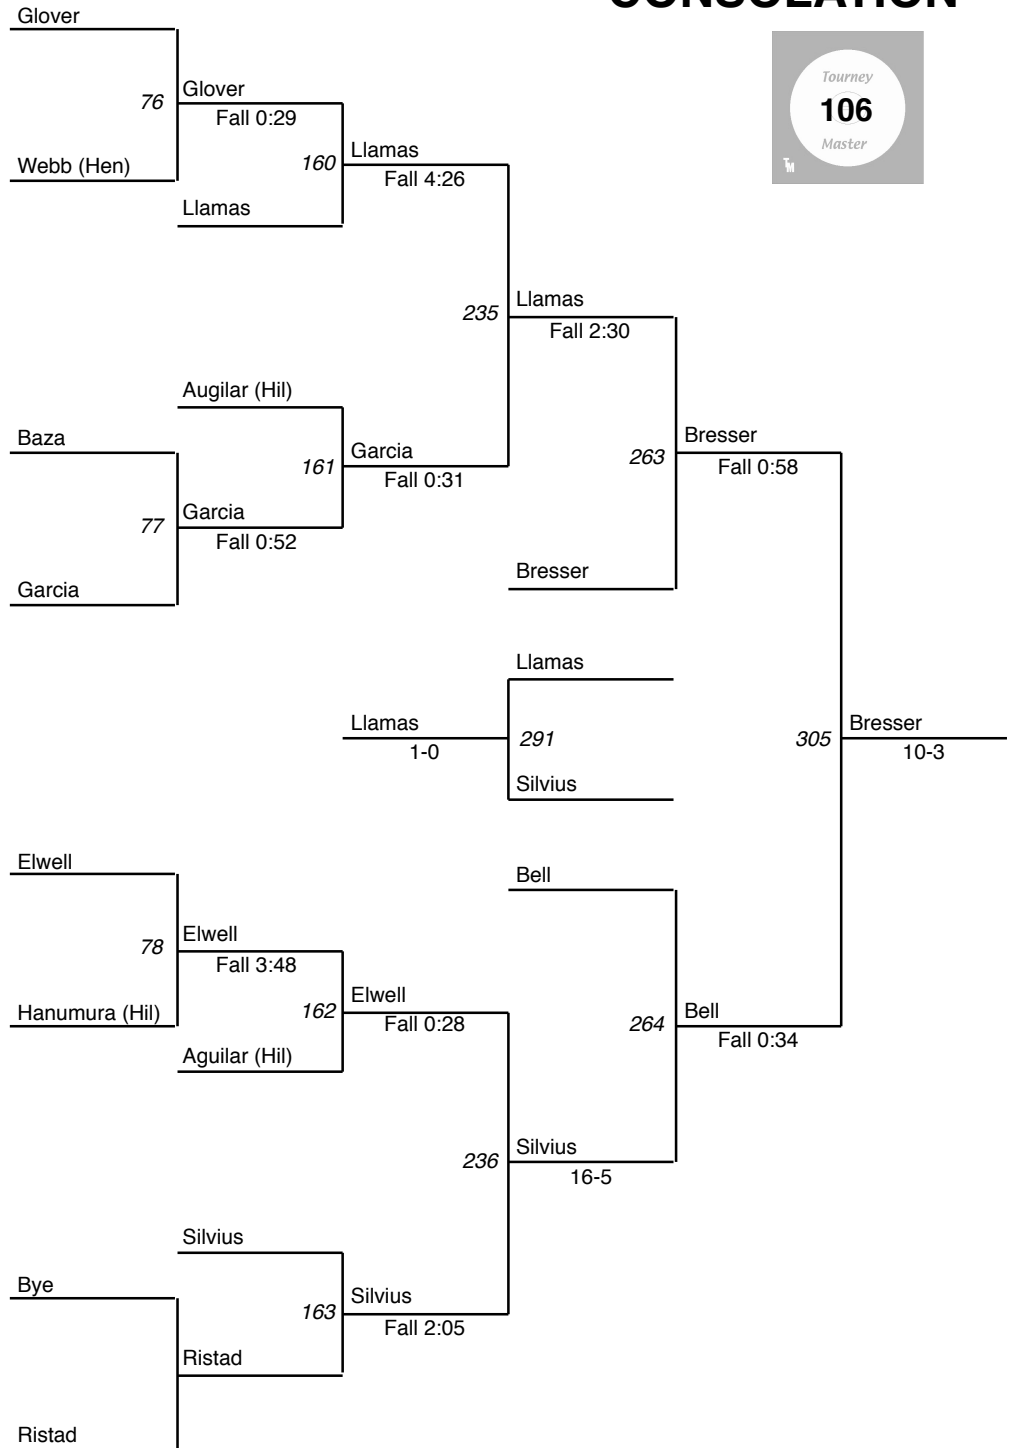 CONSOLATION
Glover
Tourney
106
Master
TM
76
Glover
Fall 0:29
Webb (Hen)
160
Llamas
Fall 4:26
Llamas
235
Llamas
Fall 2:30
Augilar (Hil)
Baza
161
Garcia
Fall 0:31
263
Bresser
Fall 0:58
77
Garcia
Fall 0:52
Garcia
Bresser
Llamas
Llamas
1-0
291
Silvius
305
Bresser
10-3
Elwell
Bell
78
Elwell
Fall 3:48
Hanumura (Hil)
162
Elwell
Fall 0:28
264
Bell
Fall 0:34
Aguilar (Hil)
236
Silvius
16-5
Silvius
Bye
163
Silvius
Fall 2:05
Ristad
Ristad